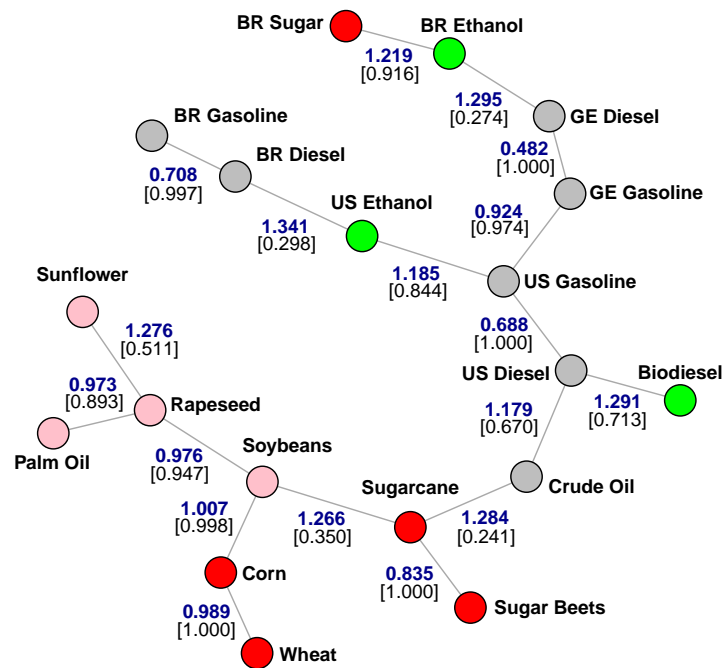 BR Sugar
BR Ethanol
1.219
[0.916]
1.295
[0.274]
GE Diesel
BR Gasoline
BR Diesel
0.482
[1.000]
0.708
[0.997]
GE Gasoline
US Ethanol
0.924
[0.974]
1.341
[0.298]
1.185
[0.844]
US Gasoline
Sunflower
0.688
[1.000]
1.276
[0.511]
US Diesel
Biodiesel
0.973
[0.893]
Rapeseed
1.291
[0.713]
1.179
[0.670]
Palm Oil
0.976
[0.947]
Soybeans
Sugarcane
Crude Oil
1.007
[0.998]
1.266
[0.350]
1.284
[0.241]
Corn
0.835
[1.000]
Sugar Beets
0.989
[1.000]
Wheat